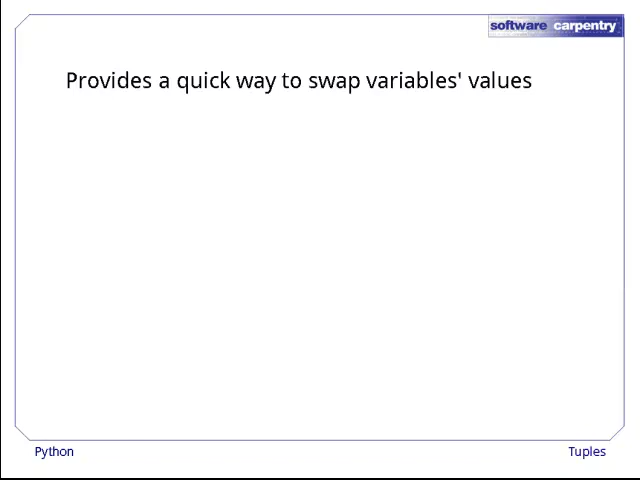 software carpentry
Provides a quick way to swap variables' values
Python
Tuples